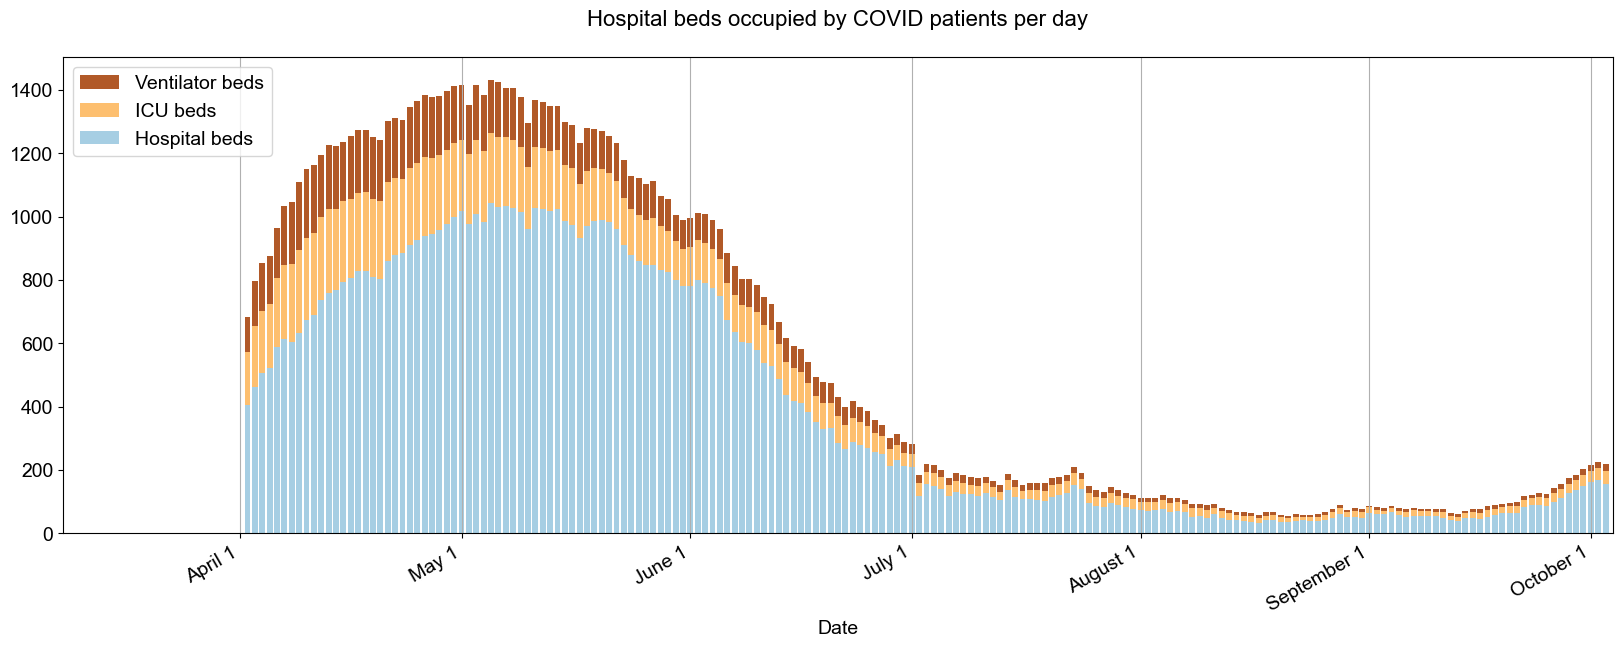 Hospital beds occupied by COVID patients per day
Ventilator beds
ICU beds
Hospital beds
1400
1200
1000
800
600
400
200
0
April 1
May 1
June 1
July 1
August 1
September 1
October 1
Date